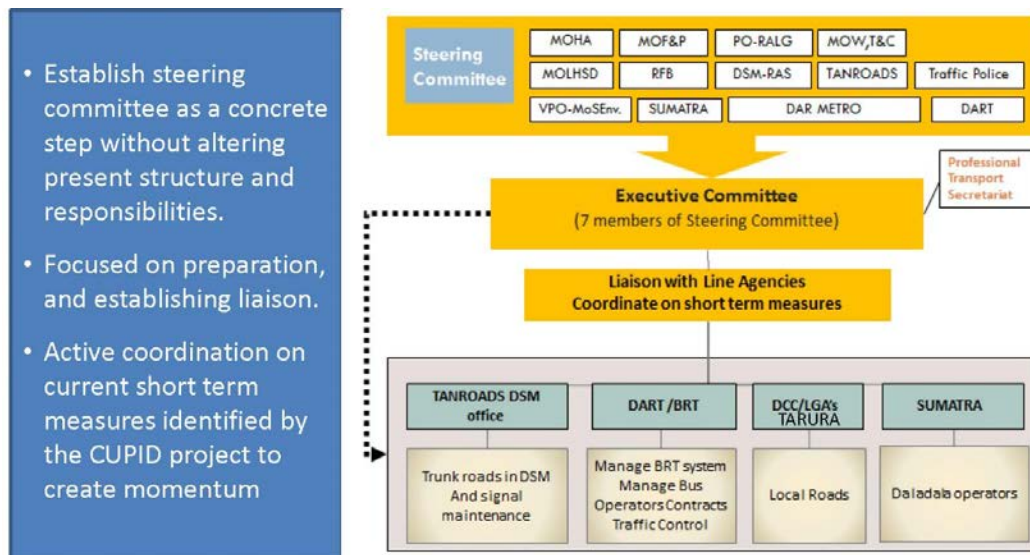 • Establish steering
committee as a concrete
step without altering
present structure and
responsibilities.
• Focused on preparation,
and establishing liaison.
• Active coordination on
current short term
measures identified by
the CUPID project to
create momentum
Steering
Committee
MOHA
MOF&P
PO-RALG
MOW,T&C
MOLHSD
RFB
DSM-RAS
TANROADS
Traffic Police
VPO-MoSEnv.
SUMATRA
DAR METRO
DART
Executive Committee
(7 members of Steering Committee)
Professional
Transport
Secretariat
Liaison with Line Agencies
Coordinate on short term measures
TANROADS DSM
office
DART /BRT
DCC/LGA's
TARURA
SUMATRA
Trunk roads in DSM
And signal
maintenance
Manage BRT system
Manage Bus
Operators Contracts
Traffic Control
Local Roads
Daladala operators